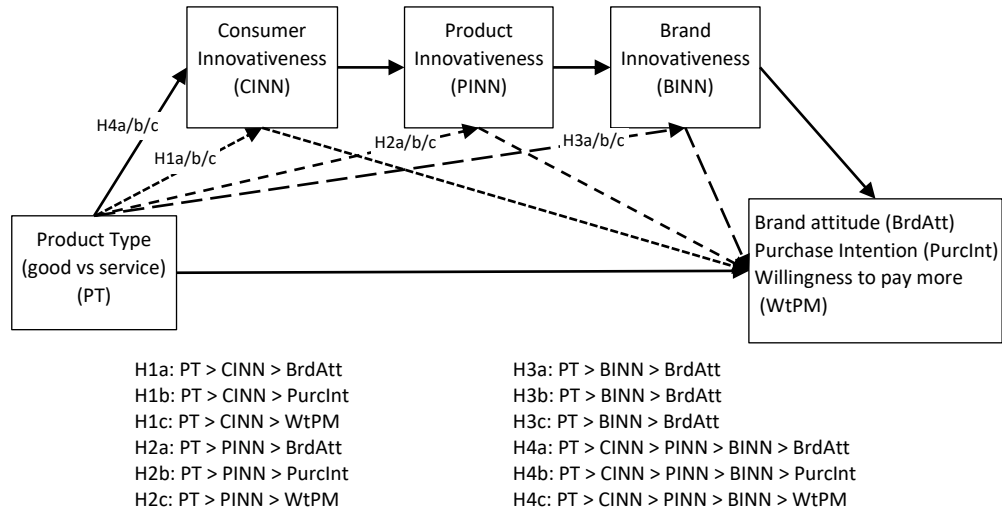 Consumer
Innovativeness
(CINN)
Product
Innovativeness
(PINN)
Brand
Innovativeness
(BINN)
H4a/b/c
H1a/b/c
H2a/b/c
H3a/b/c
Product Type
(good vs service)
(PT)
Brand attitude (BrdAtt)
Purchase Intention (PurcInt)
Willingness to pay more
(WtPM)
H1a: PT > CINN > BrdAtt
H1b: PT > CINN > PurcInt
H1c: PT > CINN > WtPM
H2a: PT > PINN > BrdAtt
H2b: PT > PINN > PurcInt
H2c: PT > PINN > WtPM
H3a: PT > BINN > BrdAtt
H3b: PT > BINN > BrdAtt
H3c: PT > BINN > BrdAtt
H4a: PT > CINN > PINN > BINN > BrdAtt
H4b: PT > CINN > PINN > BINN > PurcInt
H4c: PT > CINN > PINN > BINN > WtPM